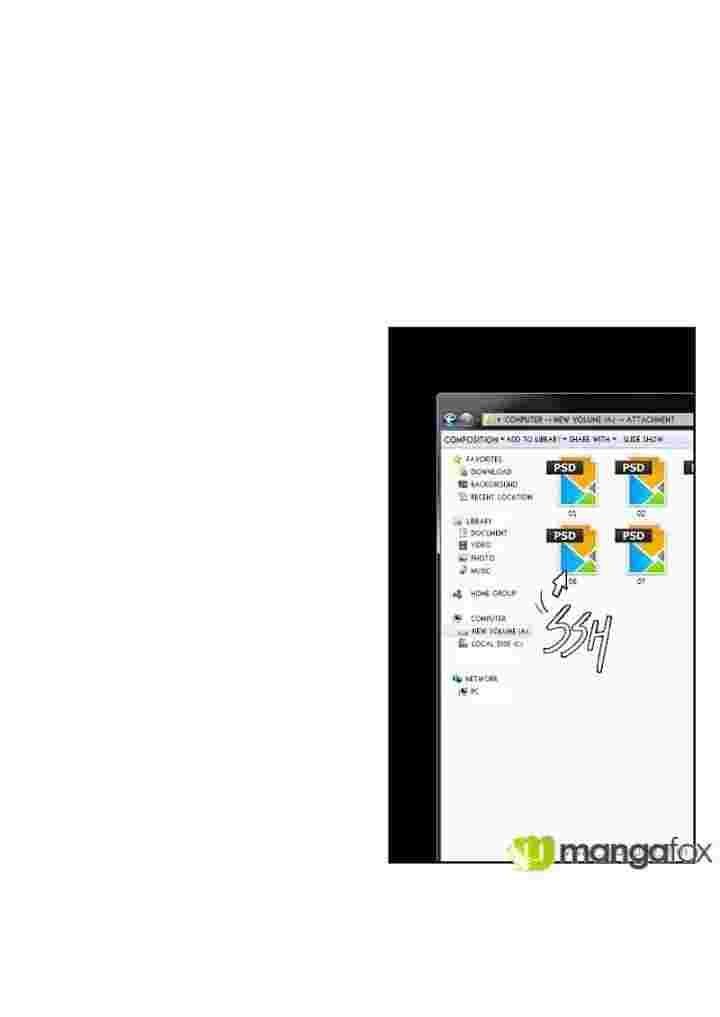 COMPUTER → NEW VOLUME (A:) → ATTACHMENT
COMPOSITION ADD TO LIBRARY SHARE WITH SLIDE SHOW
FAVORITES
DOWNLOAD
BACKGROUND
RECENT LOCATION
LIBRARY
DOCUMENT
VIDEO
PHOTO
MUSIC
HOME GROUP
COMPUTER
NEW VOLUME (A:)
LOCAL DISK (C:)
NETWORK
PC
PSD PSD
01 02
PSD PSD
06 07
SSH
mangafox